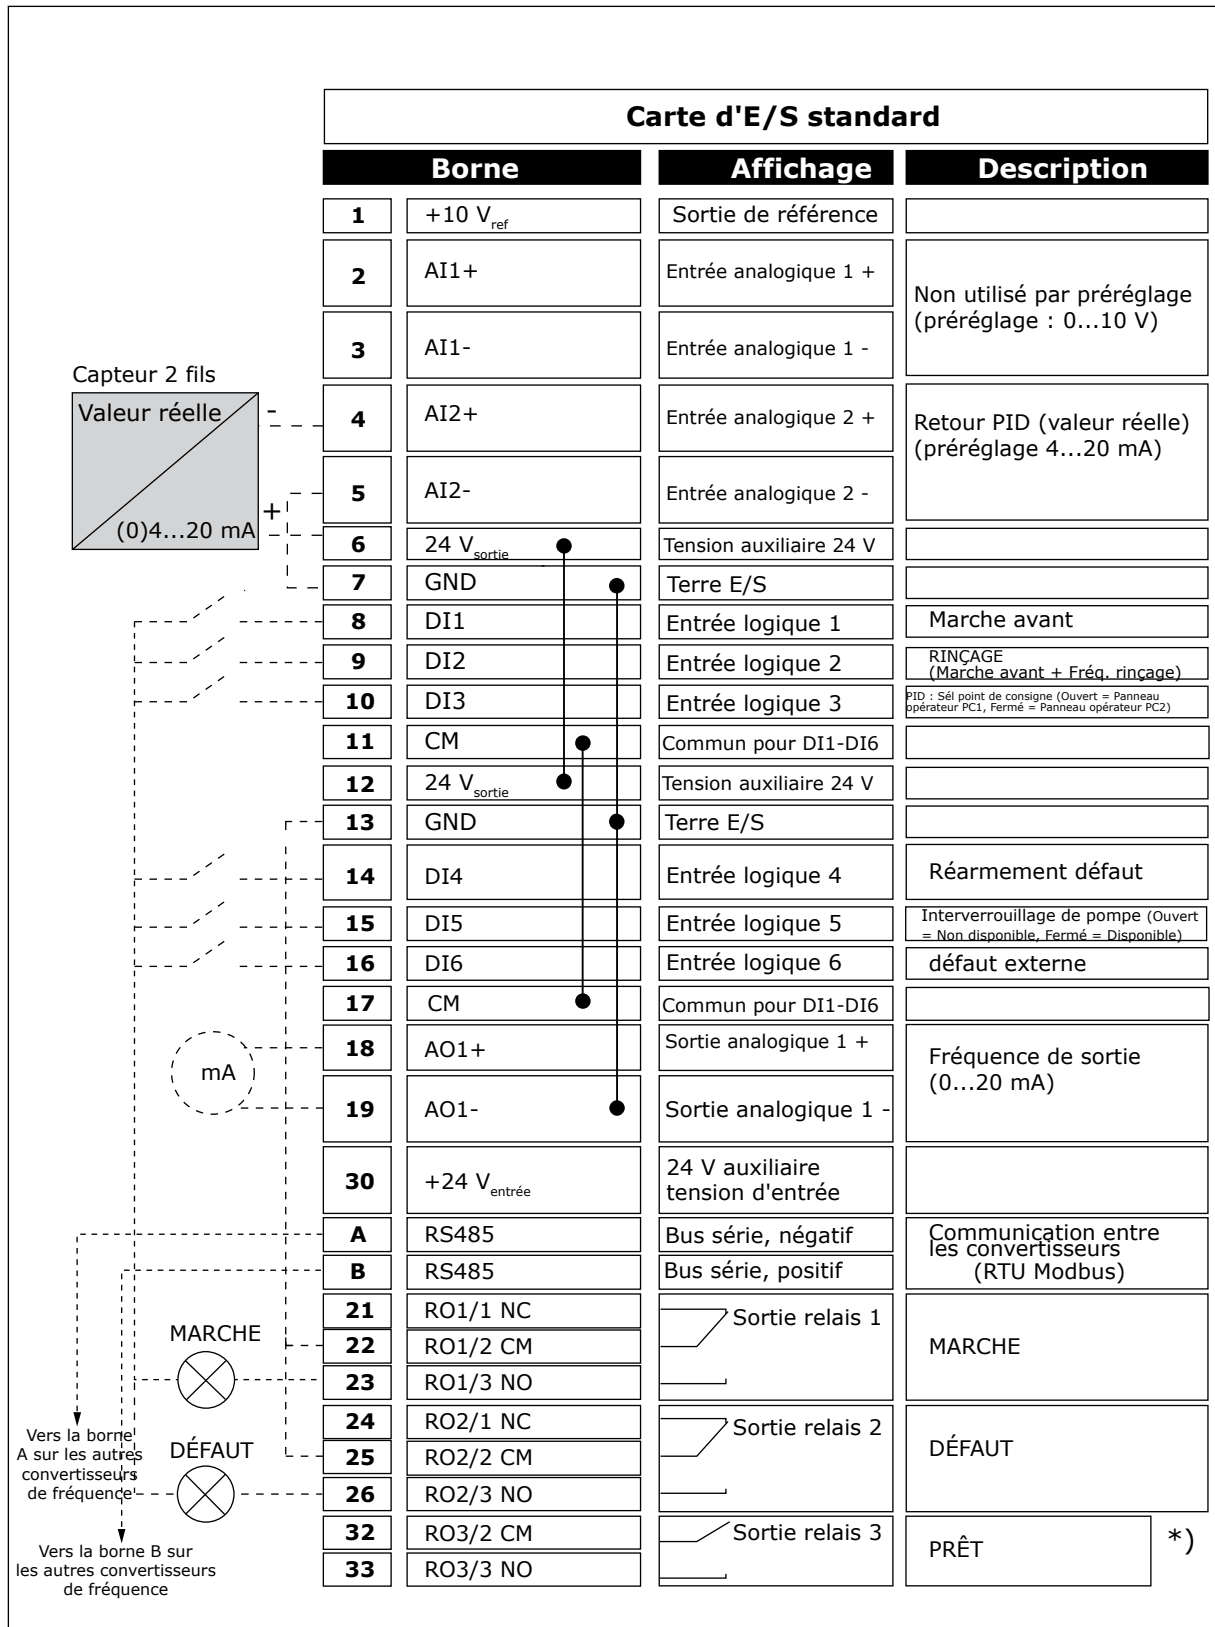 Carte d'E/S standard
Borne Affichage Description
1 +10 Vref Sortie de référence
2 AI1+ Entrée analogique 1 +
Non utilisé par préréglage
(préréglage : 0...10 V)
3 AI1- Entrée analogique 1 -
Capteur 2 fils
Valeur réelle
-
(0)4...20 mA
+
4 AI2+ Entrée analogique 2 +
Retour PID (valeur réelle)
(préréglage 4...20 mA)
5 AI2- Entrée analogique 2 -
6 24 Vsortie Tension auxiliaire 24 V
7 GND Terre E/S
8 DI1 Entrée logique 1 Marche avant
9 DI2 Entrée logique 2 RINÇAGE
(Marche avant + Fréq. rinçage)
10 DI3 Entrée logique 3 PID : Sél point de consigne (Ouvert = Panneau
opérateur PC1, Fermé = Panneau opérateur PC2)
11 CM Commun pour DI1-DI6
12 24 Vsortie Tension auxiliaire 24 V
13 GND Terre E/S
14 DI4 Entrée logique 4 Réarmement défaut
15 DI5 Entrée logique 5 Interverrouillage de pompe (Ouvert
= Non disponible, Fermé = Disponible)
16 DI6 Entrée logique 6 défaut externe
17 CM Commun pour DI1-DI6
mA
18 AO1+ Sortie analogique 1 +
Fréquence de sortie
(0...20 mA)
19 AO1- Sortie analogique 1 -
30 +24 Ventrée 24 V auxiliaire
tension d'entrée
A RS485 Bus série, négatif
B RS485 Bus série, positif
Communication entre
les convertisseurs
(RTU Modbus)
21 RO1/1 NC Sortie relais 1
MARCHE
22 RO1/2 CM MARCHE
23 RO1/3 NO
24 RO2/1 NC Sortie relais 2
DÉFAUT
25 RO2/2 CM DÉFAUT
26 RO2/3 NO
32 RO3/2 CM Sortie relais 3
PRÊT *)
33 RO3/3 NO
Vers la borne
A sur les autres
convertisseurs
de fréquence
Vers la borne B sur
les autres convertisseurs
de fréquence